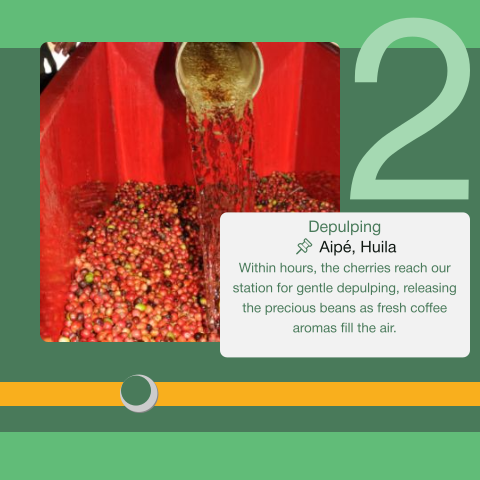 2
Depulping
Aipé, Huila
Within hours, the cherries reach our
station for gentle depulping, releasing
the precious beans as fresh coffee
aromas fill the air.